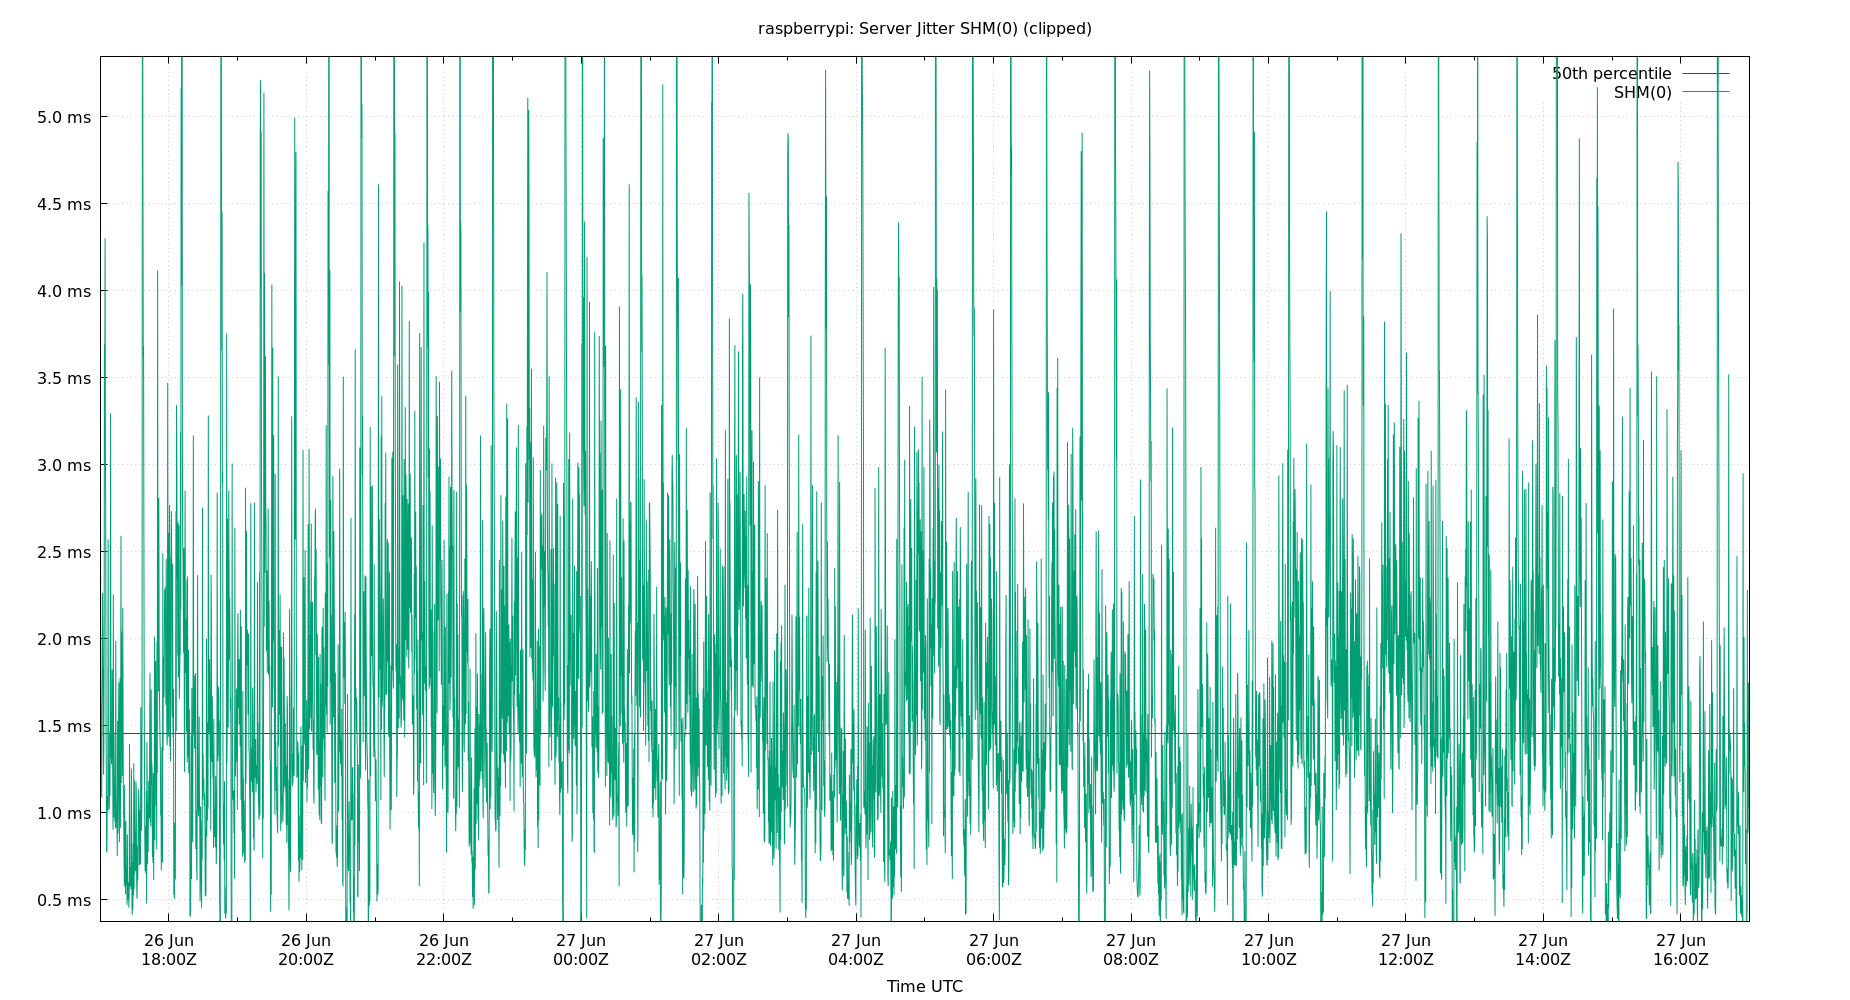 raspberrypi: Server Jitter SHM(0) (clipped)
50th percentile
SHM(0)
5.0 ms
4.5 ms
4.0 ms
3.5 ms
3.0 ms
2.5 ms
2.0 ms
1.5 ms
1.0 ms
0.5 ms
26 Jun 26 Jun 26 Jun 27 Jun 27 Jun 27 Jun 27 Jun 27 Jun 27 Jun 27 Jun 27 Jun 27 Jun
18:00Z 20:00Z 22:00Z 00:00Z 02:00Z 04:00Z 06:00Z 08:00Z 10:00Z 12:00Z 14:00Z 16:00Z
Time UTC